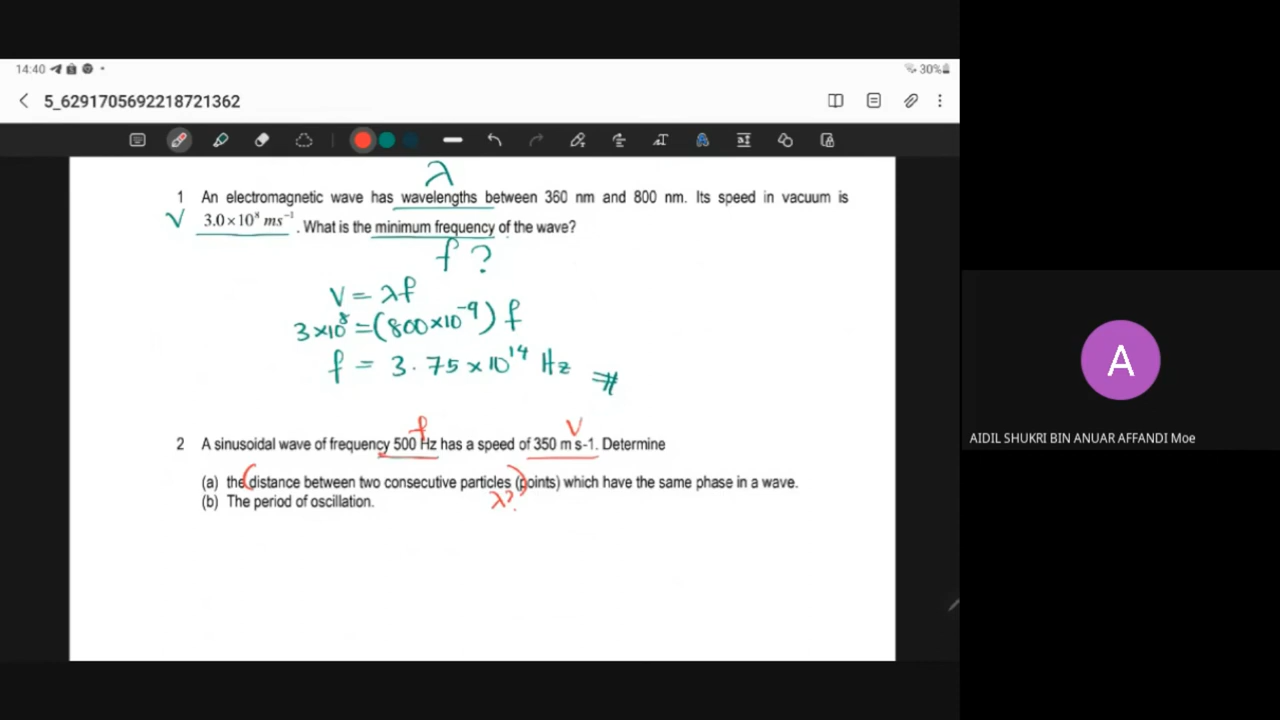 14:40
30%
5_6291705692218721362
λ
1 An electromagnetic wave has wavelengths between 360 nm and 800 nm. Its speed in vacuum is
v 3.0×10⁸ ms⁻¹. What is the minimum frequency of the wave?
f ?
v = λf
3×10⁸ = (800×10⁻⁹) f
f = 3.75×10¹⁴ Hz #
f v
2 A sinusoidal wave of frequency 500 Hz has a speed of 350 m s-1. Determine
(a) the distance between two consecutive particles (points) which have the same phase in a wave.
λ?
(b) The period of oscillation.
A
AIDIL SHUKRI BIN ANUAR AFFANDI Moe